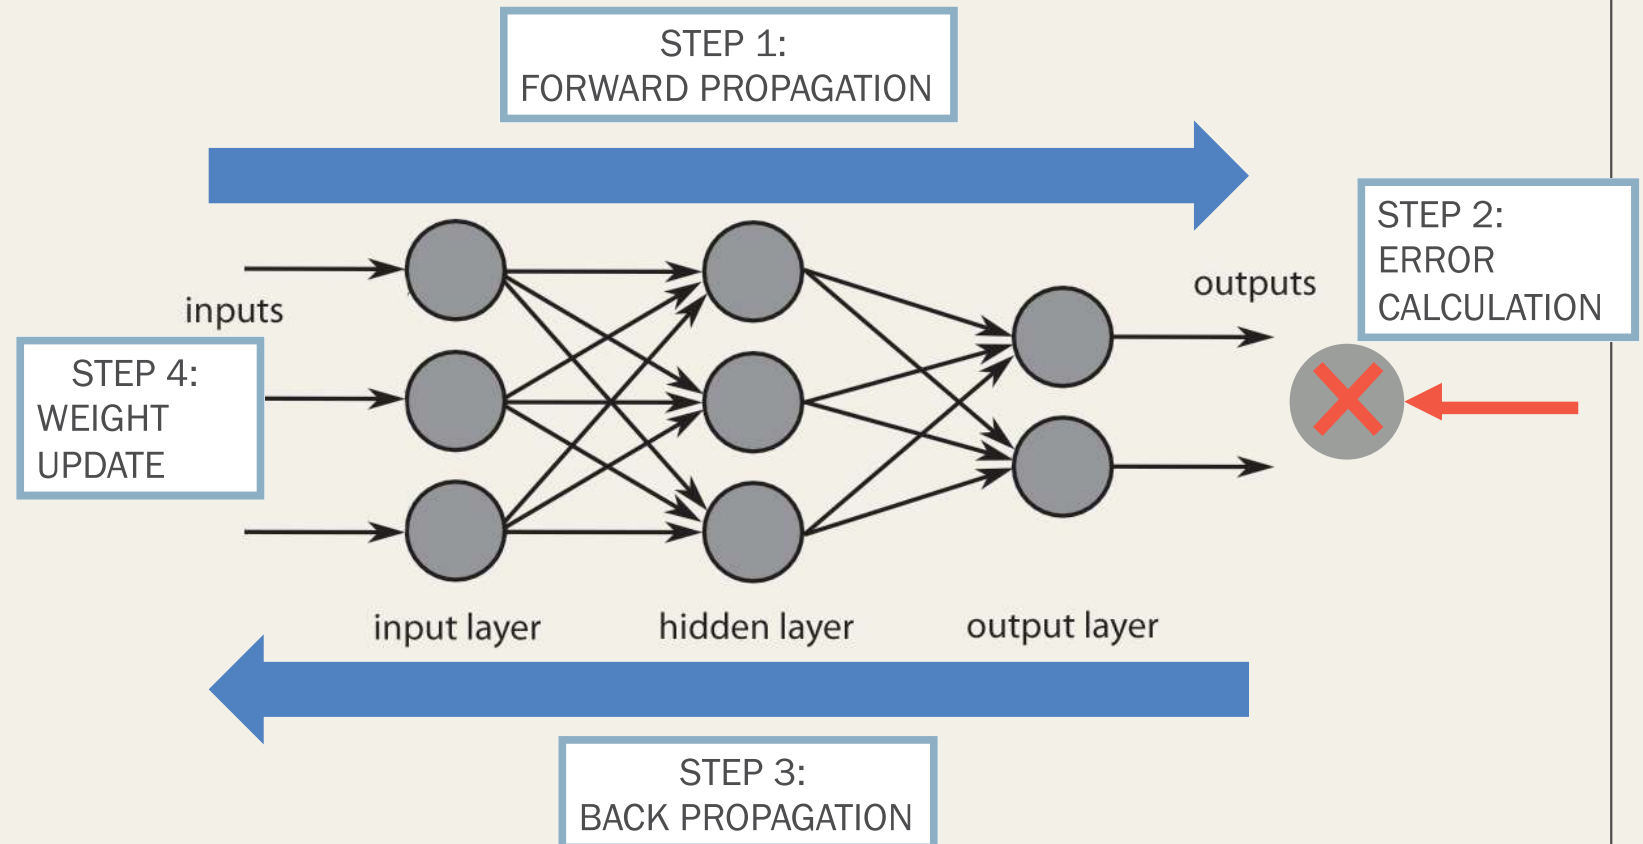 STEP 1:
FORWARD PROPAGATION
STEP 2:
ERROR
CALCULATION
outputs
inputs
STEP 4:
WEIGHT
UPDATE
input layer
hidden layer
output layer
STEP 3:
BACK PROPAGATION